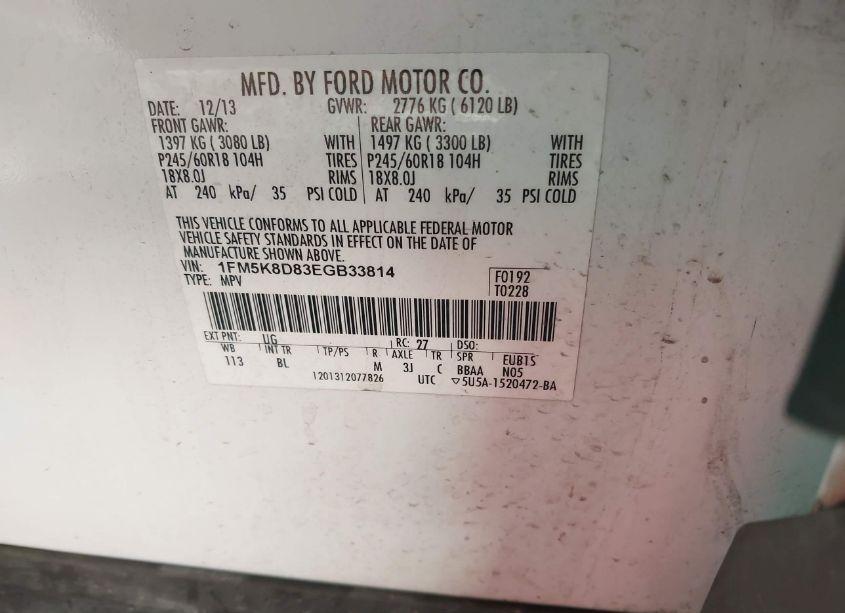 MFD. BY FORD MOTOR CO.
DATE: 12/13 GVWR: 2776 KG ( 6120 LB)
FRONT GAWR: REAR GAWR:
1397 KG ( 3080 LB) WITH 1497 KG ( 3300 LB) WITH
P245/60R18 104H TIRES P245/60R18 104H TIRES
18X8.0J RIMS 18X8.0J RIMS
AT 240 kPa/ 35 PSI COLD AT 240 kPa/ 35 PSI COLD
THIS VEHICLE CONFORMS TO ALL APPLICABLE FEDERAL MOTOR
VEHICLE SAFETY STANDARDS IN EFFECT ON THE DATE OF
MANUFACTURE SHOWN ABOVE.
VIN: 1FM5K8D83EGB33814 F0192
TYPE: MPV T0228
EXT PNT: UG RC: 27 DSO:
WB INT TR TP/PS R AXLE TR SPR EUB1S
113 BL M 3J C BBAA N05
1201312077826 UTC ▽5U5A-1520472-BA